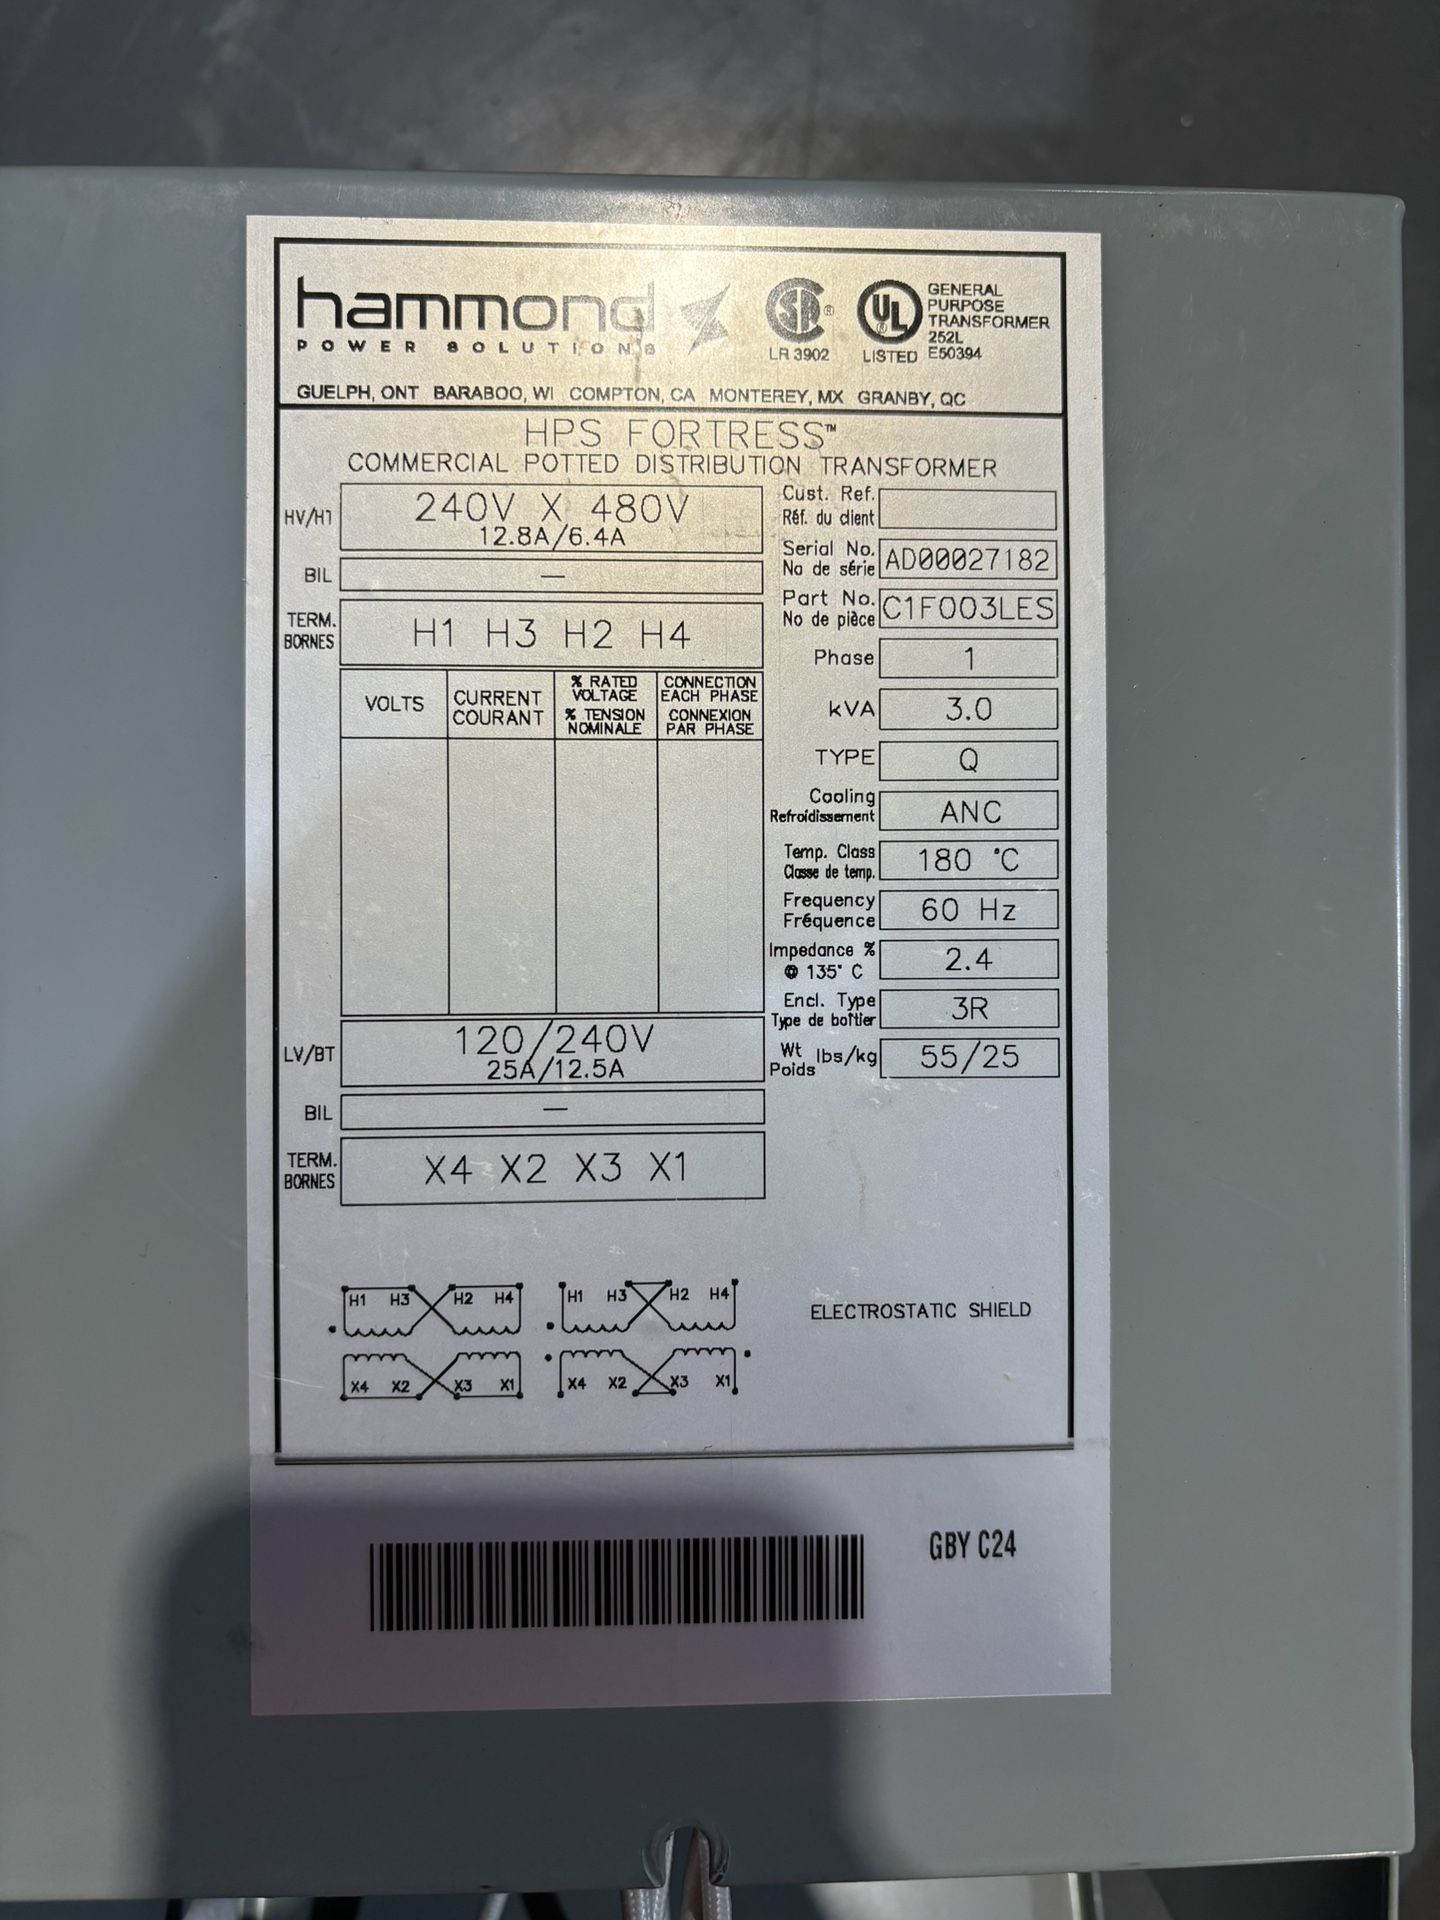 hammond
POWER SOLUTIONS
SA ®
LR 3902
UL ®
LISTED
GENERAL
PURPOSE
TRANSFORMER
252L
E50394
GUELPH, ONT BARABOO, WI COMPTON, CA MONTEREY, MX GRANBY, QC
HPS FORTRESS™
COMMERCIAL POTTED DISTRIBUTION TRANSFORMER
HV/HT
240V X 480V
12.8A/6.4A
BIL
—
TERM.
BORNES
H1 H3 H2 H4
VOLTS
CURRENT
COURANT
% RATED
VOLTAGE
% TENSION
NOMINALE
CONNECTION
EACH PHASE
CONNEXION
PAR PHASE
LV/BT
120/240V
25A/12.5A
BIL
—
TERM.
BORNES
X4 X2 X3 X1
Cust. Ref.
Réf. du client
Serial No.
No de série
AD00027182
Part No.
No de pièce
C1F003LES
Phase 1
kVA 3.0
TYPE Q
Cooling
Refroidissement
ANC
Temp. Class
Classe de temp.
180 °C
Frequency
Fréquence
60 Hz
Impedance %
@ 135° C
2.4
Encl. Type
Type de boîtier
3R
Wt
Poids
lbs/kg
55/25
H1 H3 H2 H4 H1 H3 H2 H4
X4 X2 X3 X1 X4 X2 X3 X1
ELECTROSTATIC SHIELD
GBY C24